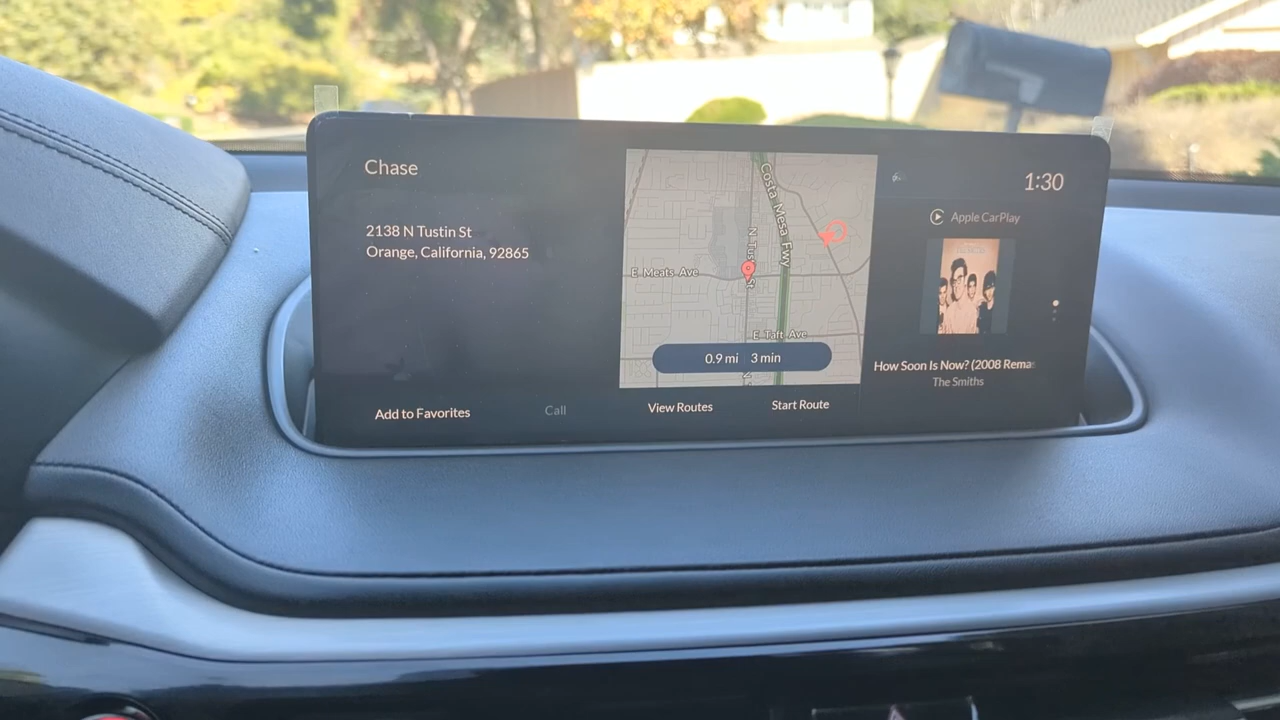 Chase
2138 N Tustin St
Orange, California, 92865
Add to Favorites
Call
Costa Mesa Fwy
N Tus
St
E Meats Ave
E Taft Ave
0.9 mi 3 min
View Routes
Start Route
1:30
Apple CarPlay
How Soon Is Now? (2008 Rema
The Smiths